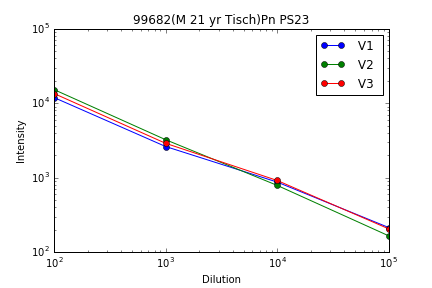 99682(M 21 yr Tisch)Pn PS23
10^5
10^4
10^3
10^2
Intensity
V1
V2
V3
10^2 10^3 10^4 10^5
Dilution